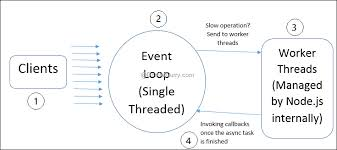 2
Slow operation?
Send to worker
threads
3
Clients
1
Event
Loop
(Single
Threaded)
Worker
Threads
(Managed
by Node.js
internally)
4
Invoking callbacks
once the async task
is finished